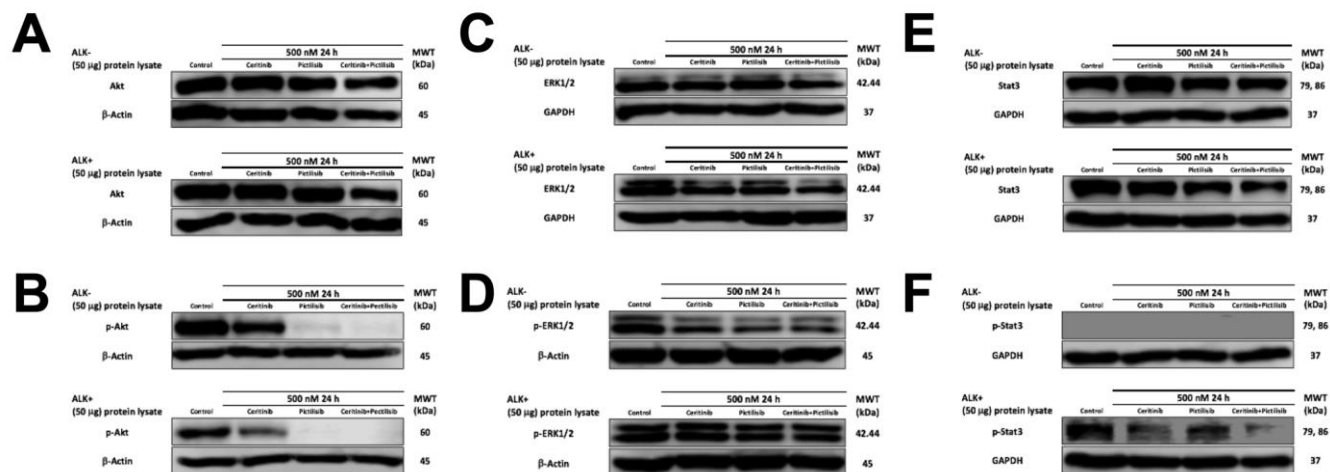 A
ALK-
(50 µg) protein lysate
500 nM 24 h
MWT
(kDa)
Control Ceritinib Pictilisib Ceritinib+Pictilisib
Akt 60
β-Actin 45
ALK+
(50 µg) protein lysate
500 nM 24 h
MWT
(kDa)
Control Ceritinib Pictilisib Ceritinib+Pictilisib
Akt 60
β-Actin 45
B
ALK-
(50 µg) protein lysate
500 nM 24 h
MWT
(kDa)
Control Ceritinib Pictilisib Ceritinib+Pectilisib
p-Akt 60
β-Actin 45
ALK+
(50 µg) protein lysate
500 nM 24 h
MWT
(kDa)
Control Ceritinib Pictilisib Ceritinib+Pectilisib
p-Akt 60
β-Actin 45
C
ALK-
(50 µg) protein lysate
500 nM 24 h
MWT
(kDa)
Control Ceritinib Pictilisib Ceritinib+Pictilisib
ERK1/2 42.44
GAPDH 37
ALK+
(50 µg) protein lysate
500 nM 24 h
MWT
(kDa)
Control Ceritinib Pictilisib Ceritinib+Pictilisib
ERK1/2 42.44
GAPDH 37
D
ALK-
(50 µg) protein lysate
500 nM 24 h
MWT
(kDa)
Control Ceritinib Pictilisib Ceritinib+Pictilisib
p-ERK1/2 42.44
β-Actin 45
ALK+
(50 µg) protein lysate
500 nM 24 h
MWT
(kDa)
Control Ceritinib Pictilisib Ceritinib+Pictilisib
p-ERK1/2 42.44
β-Actin 45
E
ALK-
(50 µg) protein lysate
500 nM 24 h
MWT
(kDa)
Control Ceritinib Pictilisib Ceritinib+Pictilisib
Stat3 79, 86
GAPDH 37
ALK+
(50 µg) protein lysate
500 nM 24 h
MWT
(kDa)
Control Ceritinib Pictilisib Ceritinib+Pictilisib
Stat3 79, 86
GAPDH 37
F
ALK-
(50 µg) protein lysate
500 nM 24 h
MWT
(kDa)
Control Ceritinib Pictilisib Ceritinib+Pictilisib
p-Stat3 79, 86
GAPDH 37
ALK+
(50 µg) protein lysate
500 nM 24 h
MWT
(kDa)
Control Ceritinib Pictilisib Ceritinib+Pictilisib
p-Stat3 79, 86
GAPDH 37